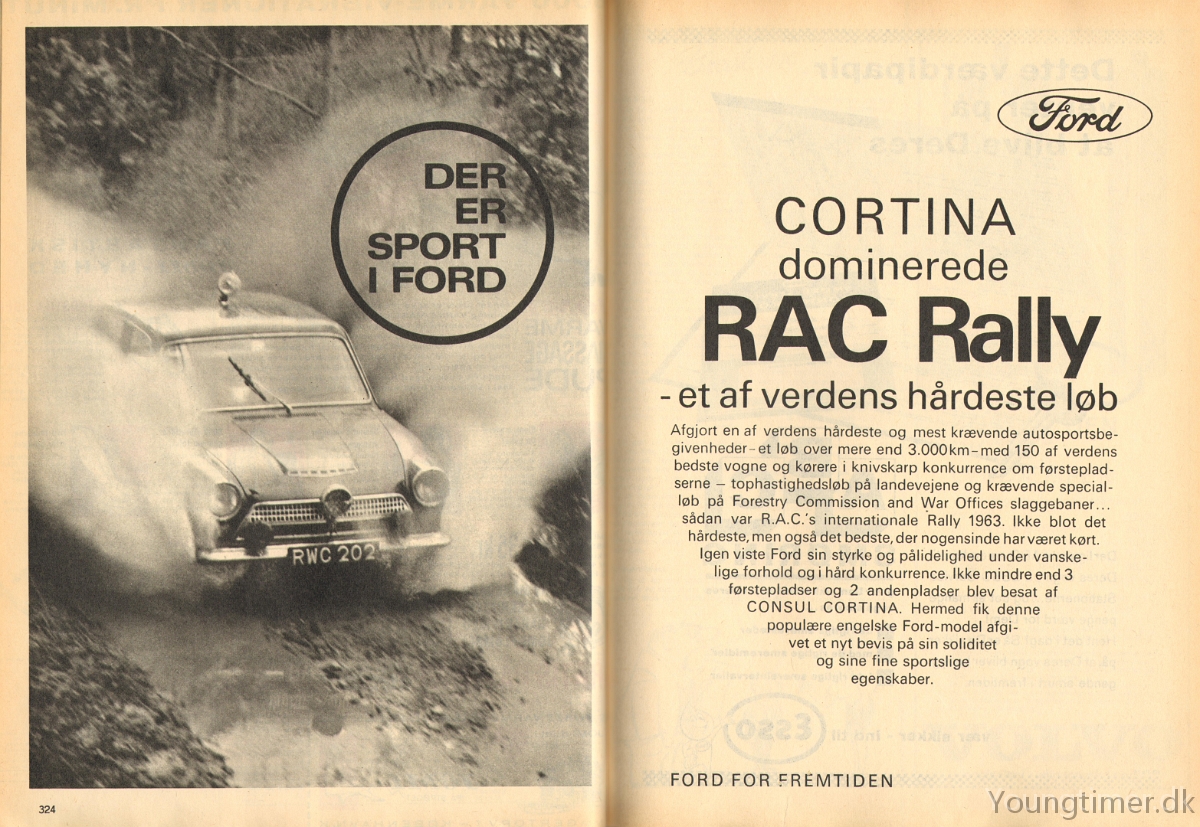 DER
ER
SPORT
I FORD
RWC 202
324
Ford
CORTINA
dominerede
RAC Rally
- et af verdens hårdeste løb
Afgjort en af verdens hårdeste og mest krævende autosportsbe-
givenheder - et løb over mere end 3.000 km - med 150 af verdens
bedste vogne og kørere i knivskarp konkurrence om førsteplad-
serne – tophastighedsløb på landevejene og krævende special-
løb på Forestry Commission and War Offices slaggebaner...
sådan var R.A.C.'s internationale Rally 1963. Ikke blot det
hårdeste, men også det bedste, der nogensinde har været kørt.
Igen viste Ford sin styrke og pålidelighed under vanske-
lige forhold og i hård konkurrence. Ikke mindre end 3
førstepladser og 2 andenpladser blev besat af
CONSUL CORTINA. Hermed fik denne
populære engelske Ford-model afgi-
vet et nyt bevis på sin soliditet
og sine fine sportslige
egenskaber.
FORD FOR FREMTIDEN
Youngtimer.dk